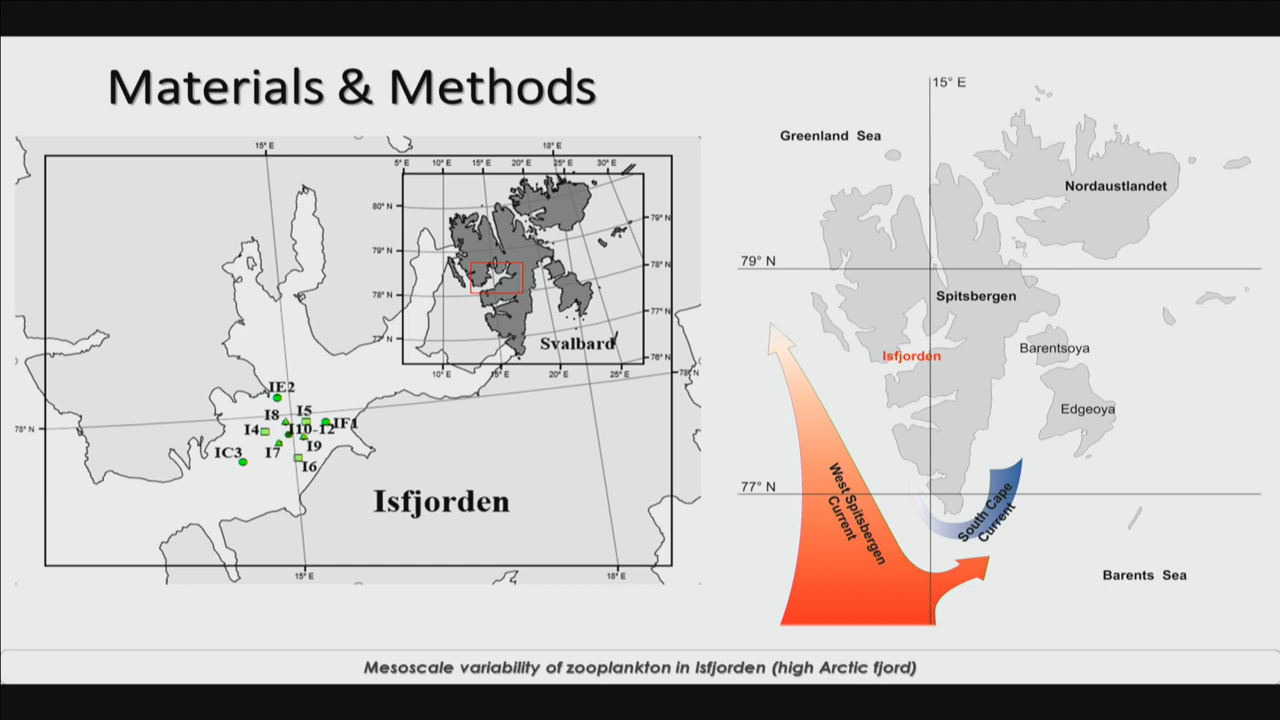 Materials & Methods
15° E
18° E
5° E 10° E 15° E 20° E 25° E 30° E
80° N
79° N
79° N
78° N
78° N
77° N
76° N
Svalbard
10° E 15° E 20° E 25° E
78° N
78° N
IE2
I8 I5
I4 I10-12 IF1
IC3 I7 I9
I6
Isfjorden
15° E
18° E
15° E
Greenland Sea
Nordaustlandet
79° N
Spitsbergen
Isfjorden
Barentsoya
Edgeoya
77° N
West Spitsbergen
Current
South Cape
Current
Barents Sea
Mesoscale variability of zooplankton in Isfjorden (high Arctic fjord)